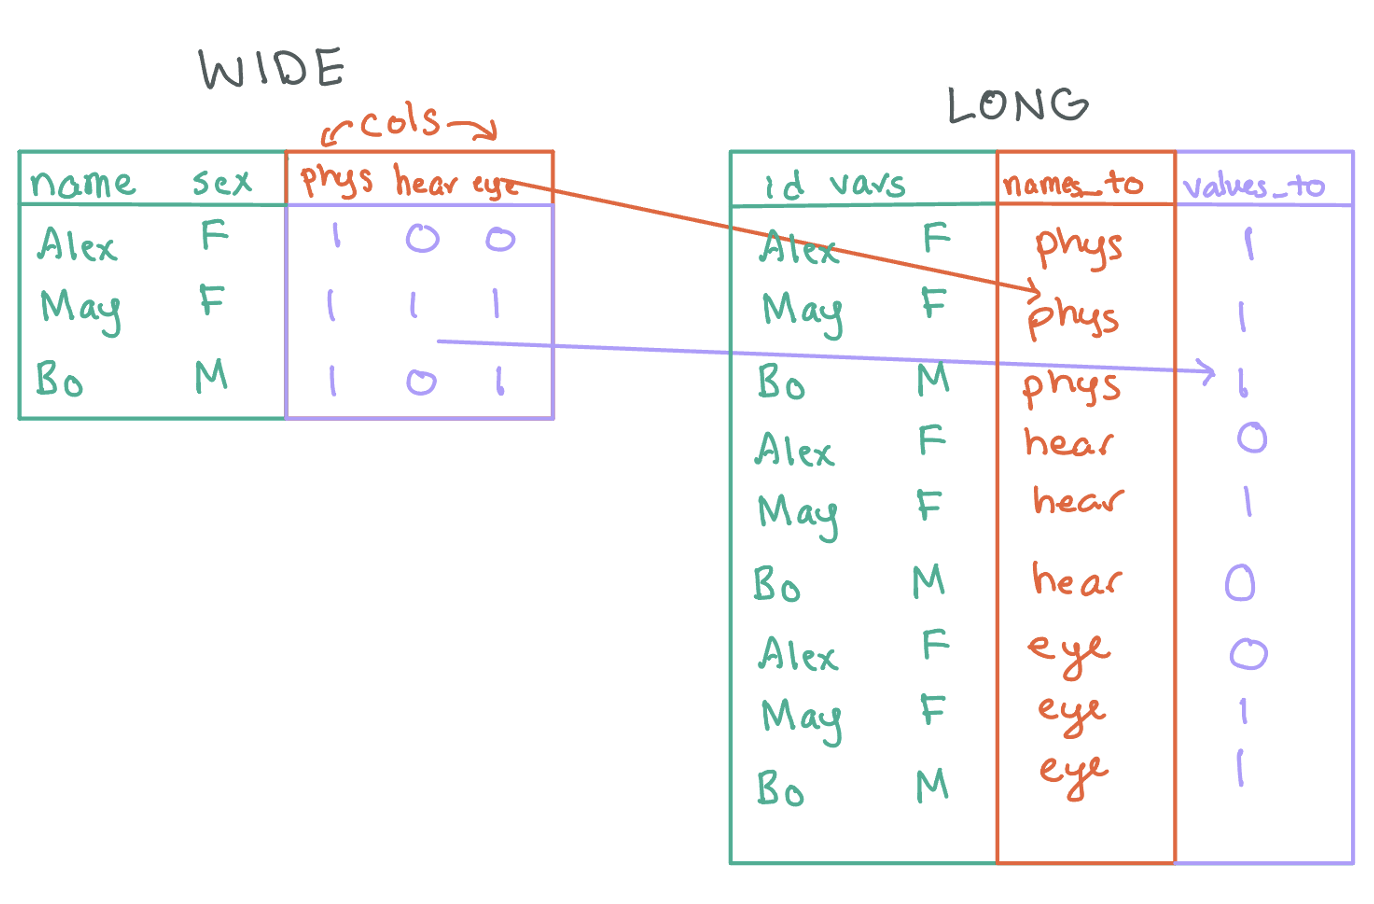 WIDE
cols
name sex phys hear eye
Alex F 1 0 0
May F 1 1 1
Bo M 1 0 1
LONG
id vars names_to values_to
Alex F phys 1
May F phys 1
Bo M phys 1
Alex F hear 0
May F hear 1
Bo M hear 0
Alex F eye 0
May F eye 1
Bo M eye 1